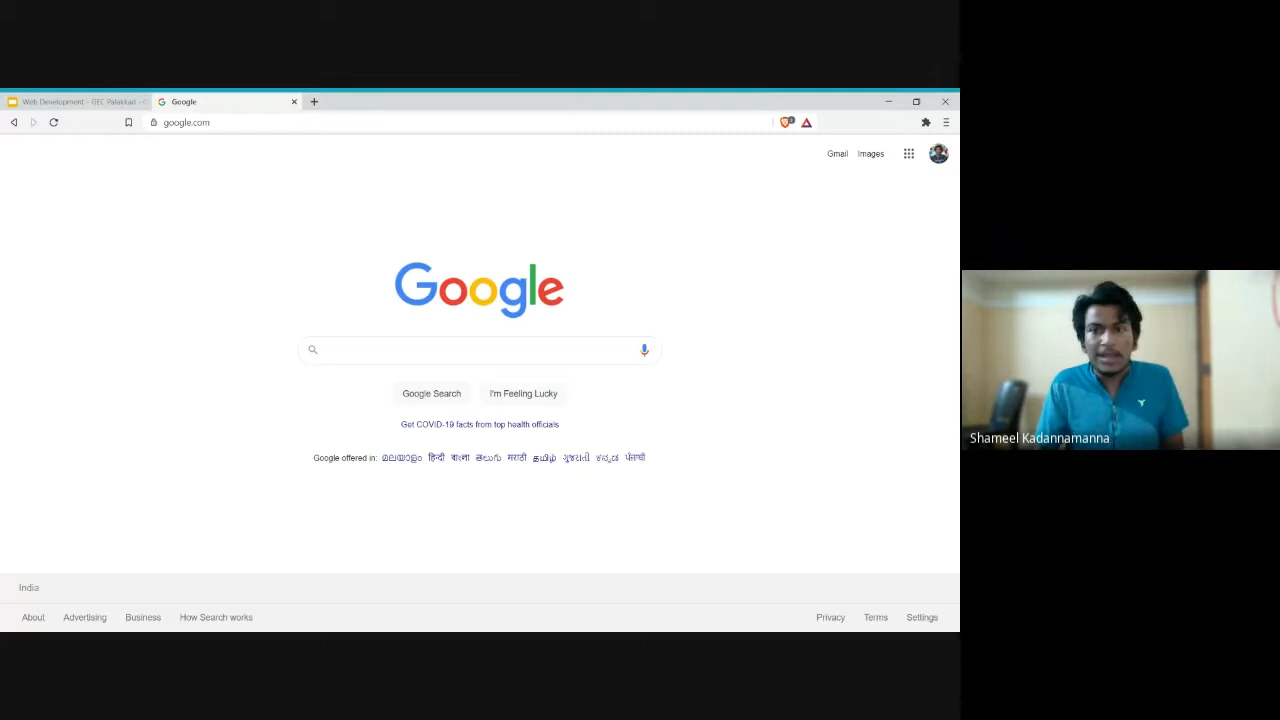 Web Development - GEC Palakkad -
Google
google.com
Gmail Images
Google
Google Search I'm Feeling Lucky
Get COVID-19 facts from top health officials
Google offered in: മലയാളം हिन्दी বাংলা తెలుగు मराठी தமிழ் ગુજરાતી ಕನ್ನಡ ਪੰਜਾਬੀ
Shameel Kadannamanna
India
About Advertising Business How Search works Privacy Terms Settings